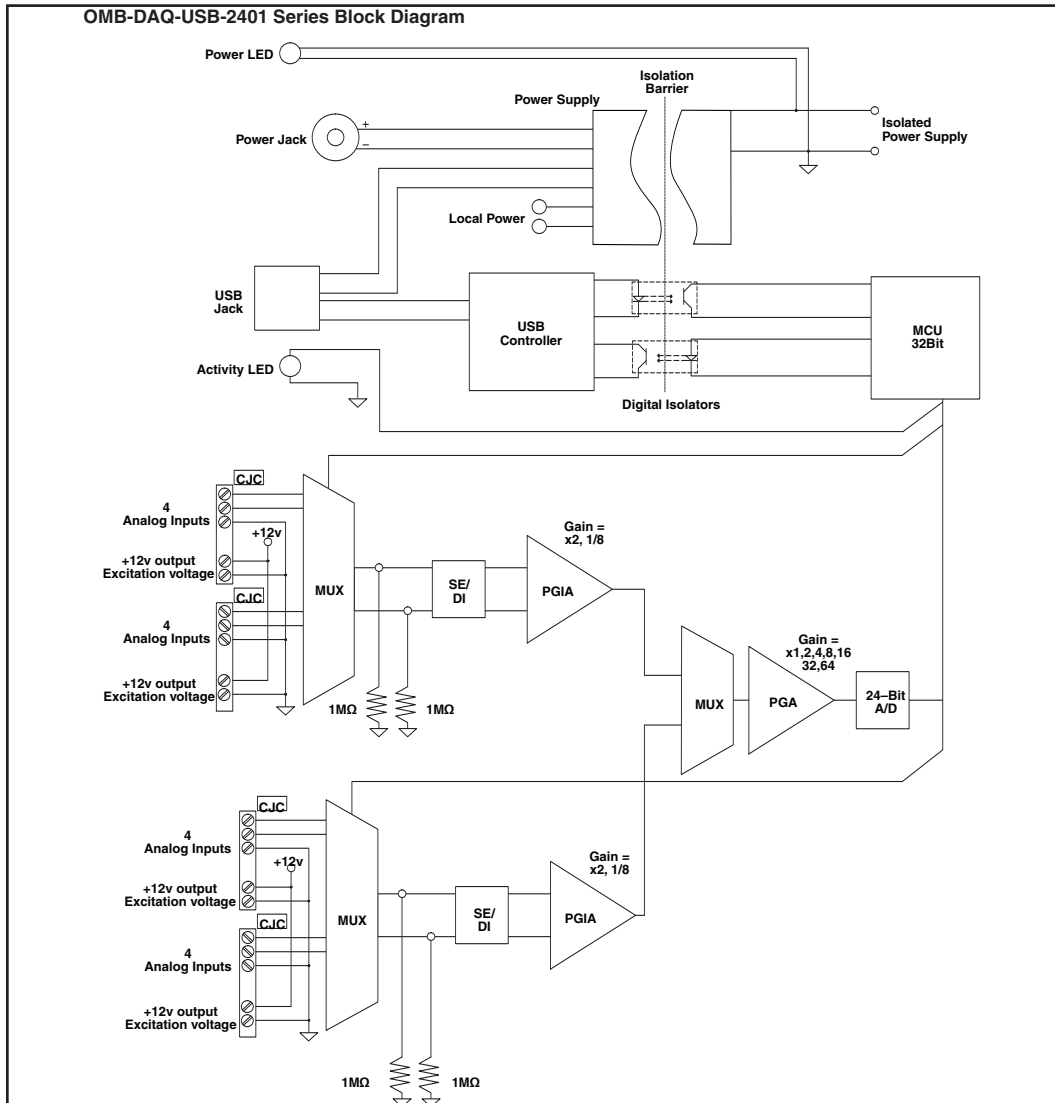 OMB-DAQ-USB-2401 Series Block Diagram
Power LED
Isolation
Barrier
Power Supply
Power Jack
+
–
Isolated
Power Supply
Local Power
USB
Jack
USB
Controller
MCU
32Bit
Activity LED
Digital Isolators
CJC
4
Analog Inputs
+12v
+12v output
Excitation voltage
CJC
4
Analog Inputs
+12v output
Excitation voltage
MUX
1MΩ
1MΩ
SE/
DI
Gain =
x2, 1/8
PGIA
MUX
Gain =
x1,2,4,8,16
32,64
PGA
24–Bit
A/D
CJC
4
Analog Inputs
+12v
+12v output
Excitation voltage
CJC
4
Analog Inputs
+12v output
Excitation voltage
MUX
1MΩ
1MΩ
SE/
DI
Gain =
x2, 1/8
PGIA